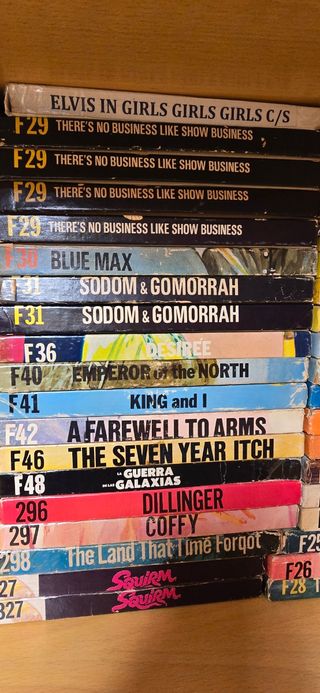 ELVIS IN GIRLS GIRLS GIRLS C/S
F29 THERE'S NO BUSINESS LIKE SHOW BUSINESS
F29 THERE'S NO BUSINESS LIKE SHOW BUSINESS
F29 THERE'S NO BUSINESS LIKE SHOW BUSINESS
F29 THERE'S NO BUSINESS LIKE SHOW BUSINESS
F30 BLUE MAX
F31 SODOM & GOMORRAH
F31 SODOM & GOMORRAH
F36 DESIRÉE
F40 EMPEROR of the NORTH
F41 KING and I
F42 A FAREWELL TO ARMS
F46 THE SEVEN YEAR ITCH
F48 LA GUERRA DE LAS GALAXIAS
296 DILLINGER
297 COFFY
298 The Land That Time Forgot
27 SQUIRM
327 SQUIRM
F25
F26
F28 T